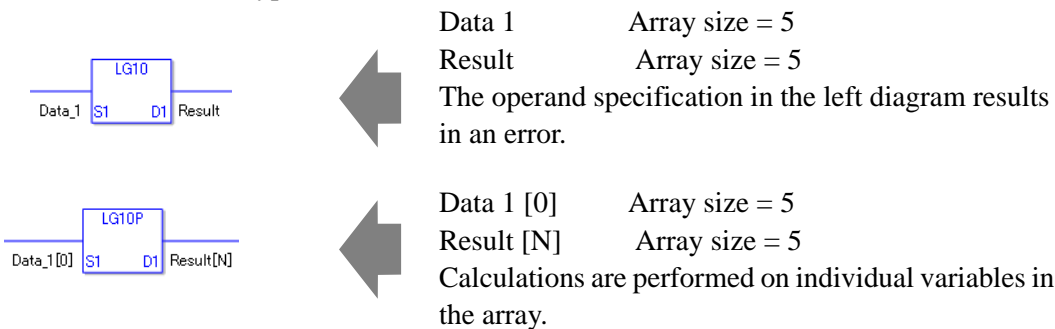 Data 1 Array size = 5
Result Array size = 5
The operand specification in the left diagram results
in an error.
LG10
Data_1 S1 D1 Result
Data 1 [0] Array size = 5
Result [N] Array size = 5
Calculations are performed on individual variables in
the array.
LG10P
Data_1[0] S1 D1 Result[N]